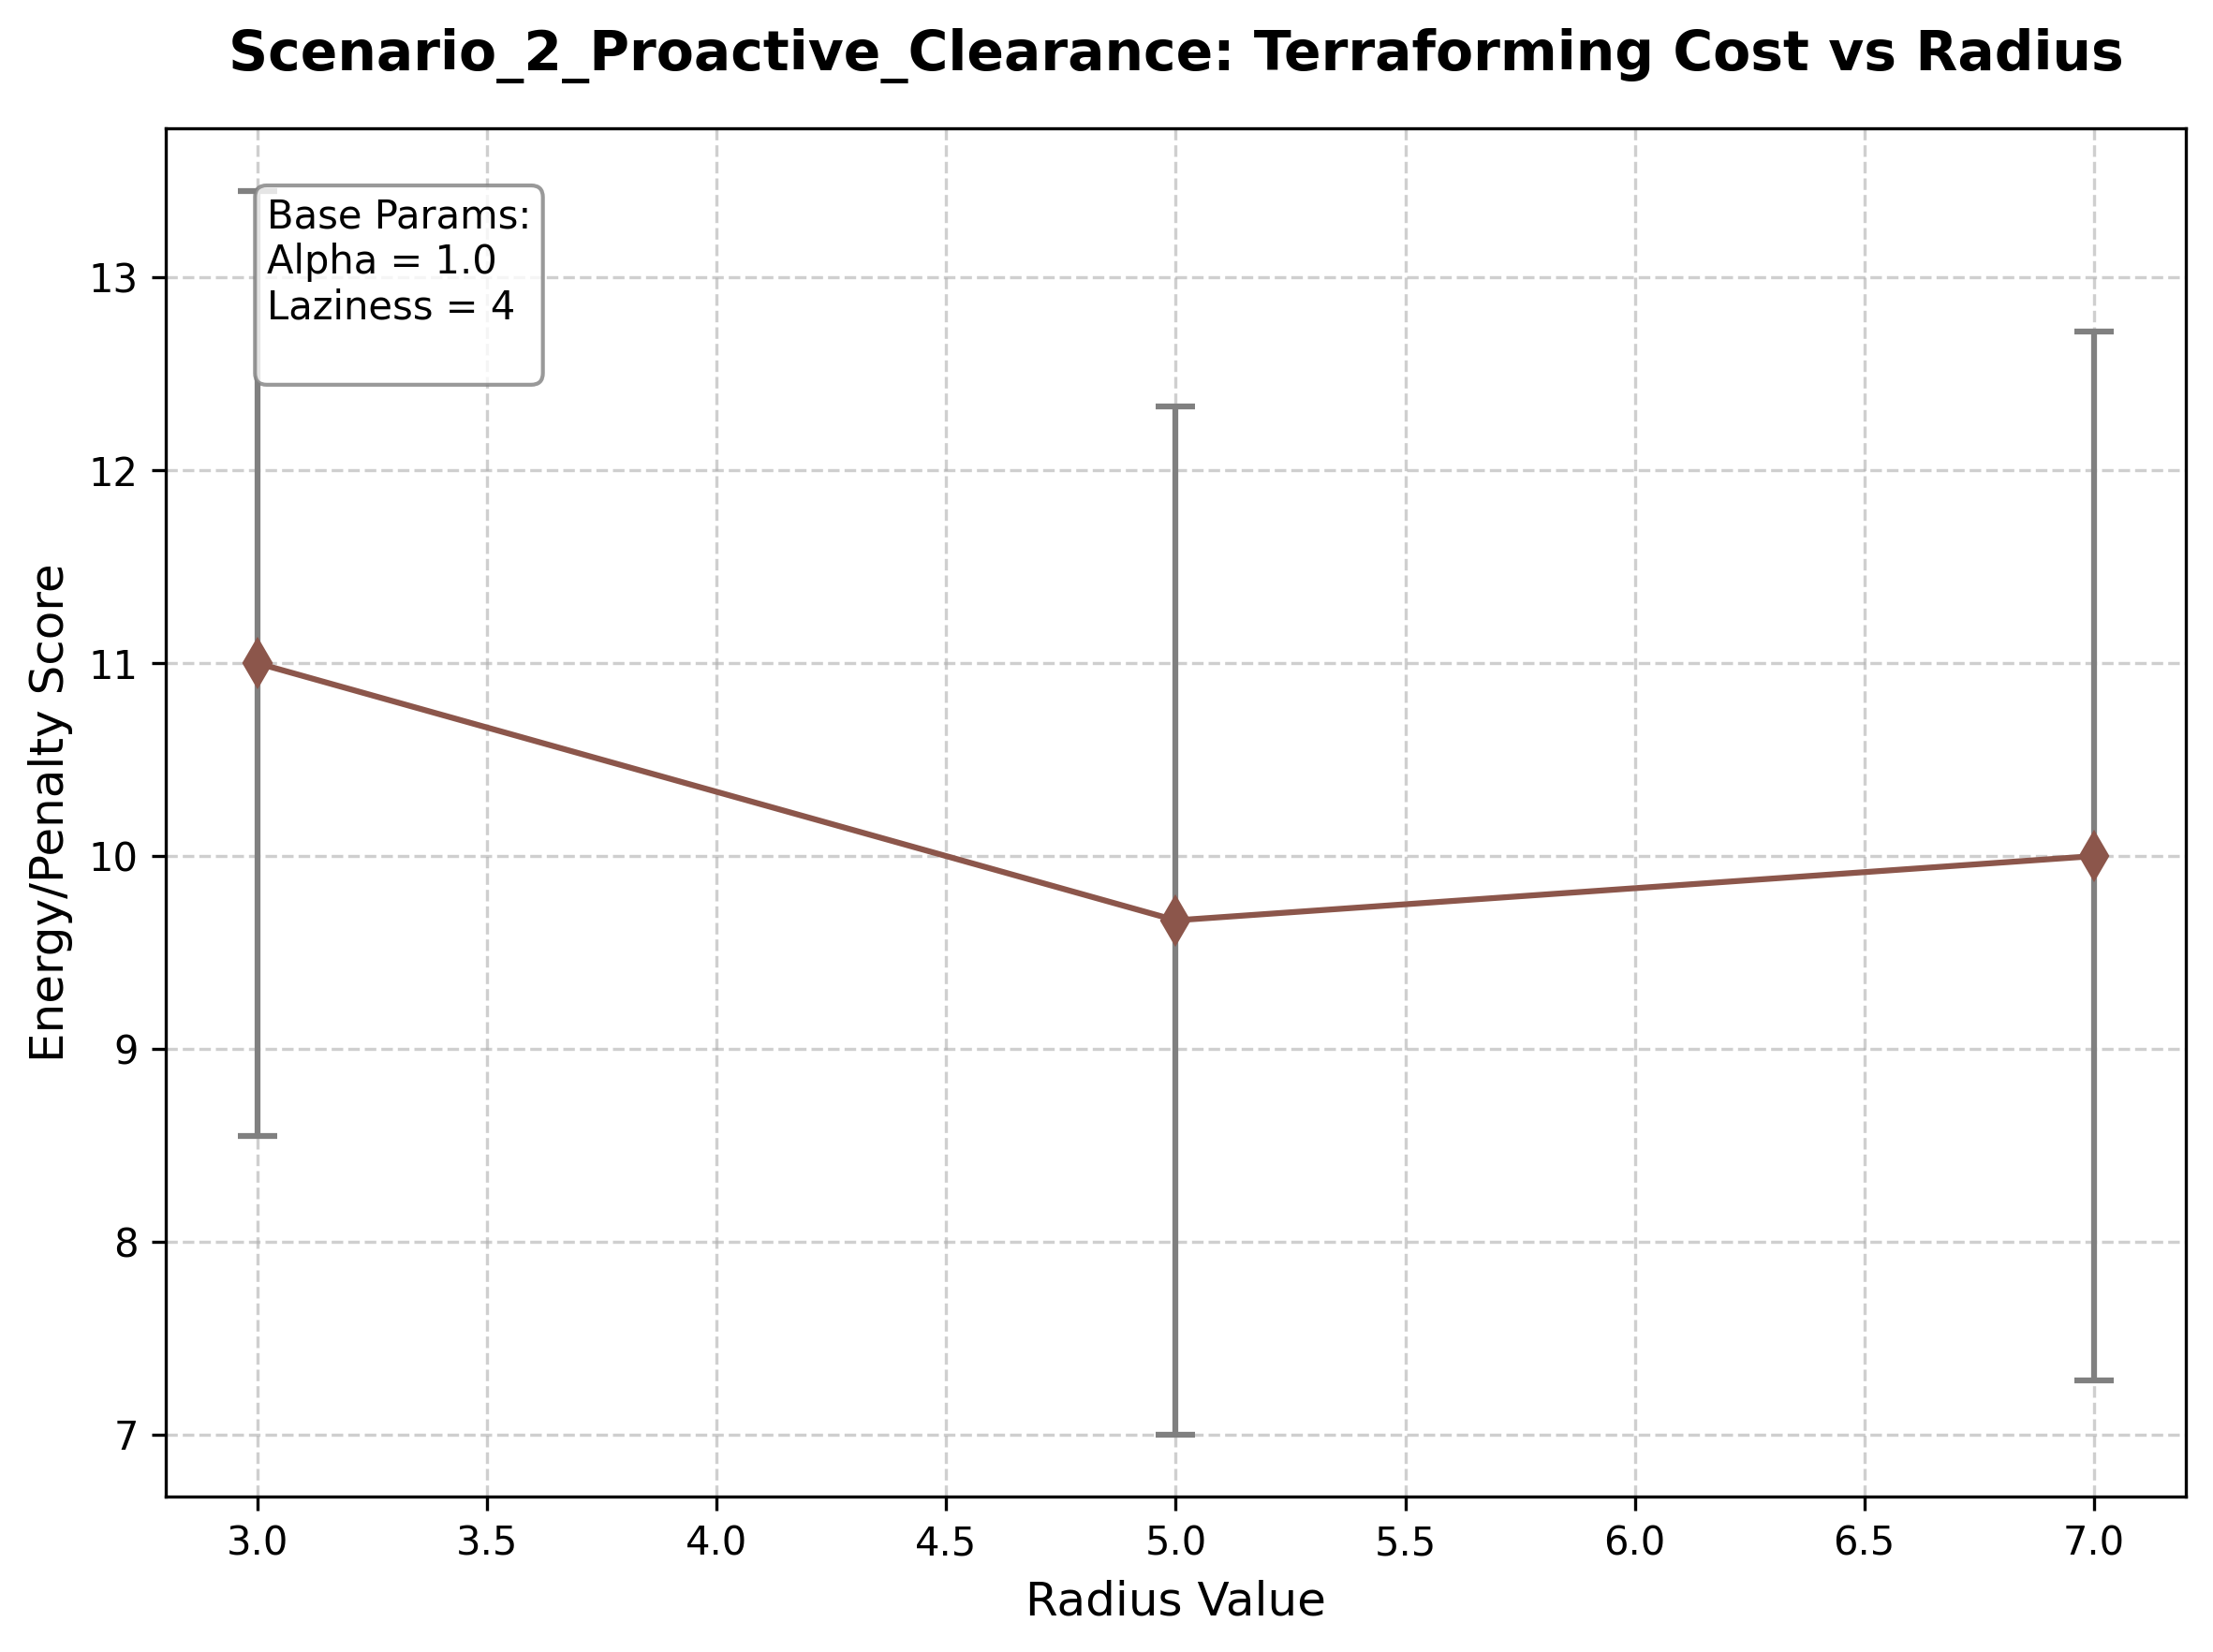 Scenario_2_Proactive_Clearance: Terraforming Cost vs Radius
Base Params:
Alpha = 1.0
Laziness = 4
13
12
11
10
9
8
7
Energy/Penalty Score
3.0 3.5 4.0 4.5 5.0 5.5 6.0 6.5 7.0
Radius Value